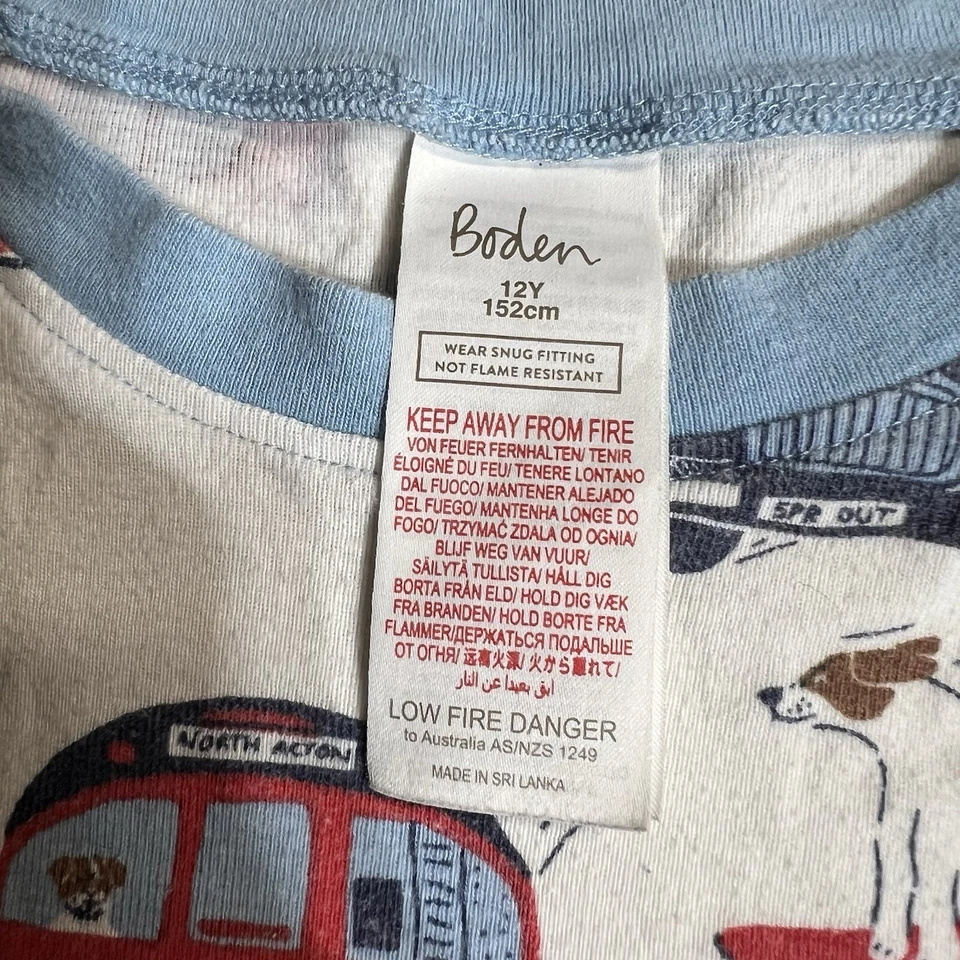 Boden
12Y
152cm
WEAR SNUG FITTING
NOT FLAME RESISTANT
KEEP AWAY FROM FIRE
VON FEUER FERNHALTEN/ TENIR
ÉLOIGNÉ DU FEU/ TENERE LONTANO
DAL FUOCO/ MANTENER ALEJADO
DEL FUEGO/ MANTENHA LONGE DO
FOGO/ TRZYMAĆ ZDALA OD OGNIA/
BLIJF WEG VAN VUUR/
SÄILYTÄ TULLISTA/ HÅLL DIG
BORTA FRÅN ELD/ HOLD DIG VÆK
FRA BRANDEN/ HOLD BORTE FRA
FLAMMER/ДЕРЖАТЬСЯ ПОДАЛЬШЕ
ОТ ОГНЯ/ 远离火源/ 火から離れて/
ابق بعيدا عن النار
LOW FIRE DANGER
to Australia AS/NZS 1249
MADE IN SRI LANKA
SPR OUT
NORTH ACTON